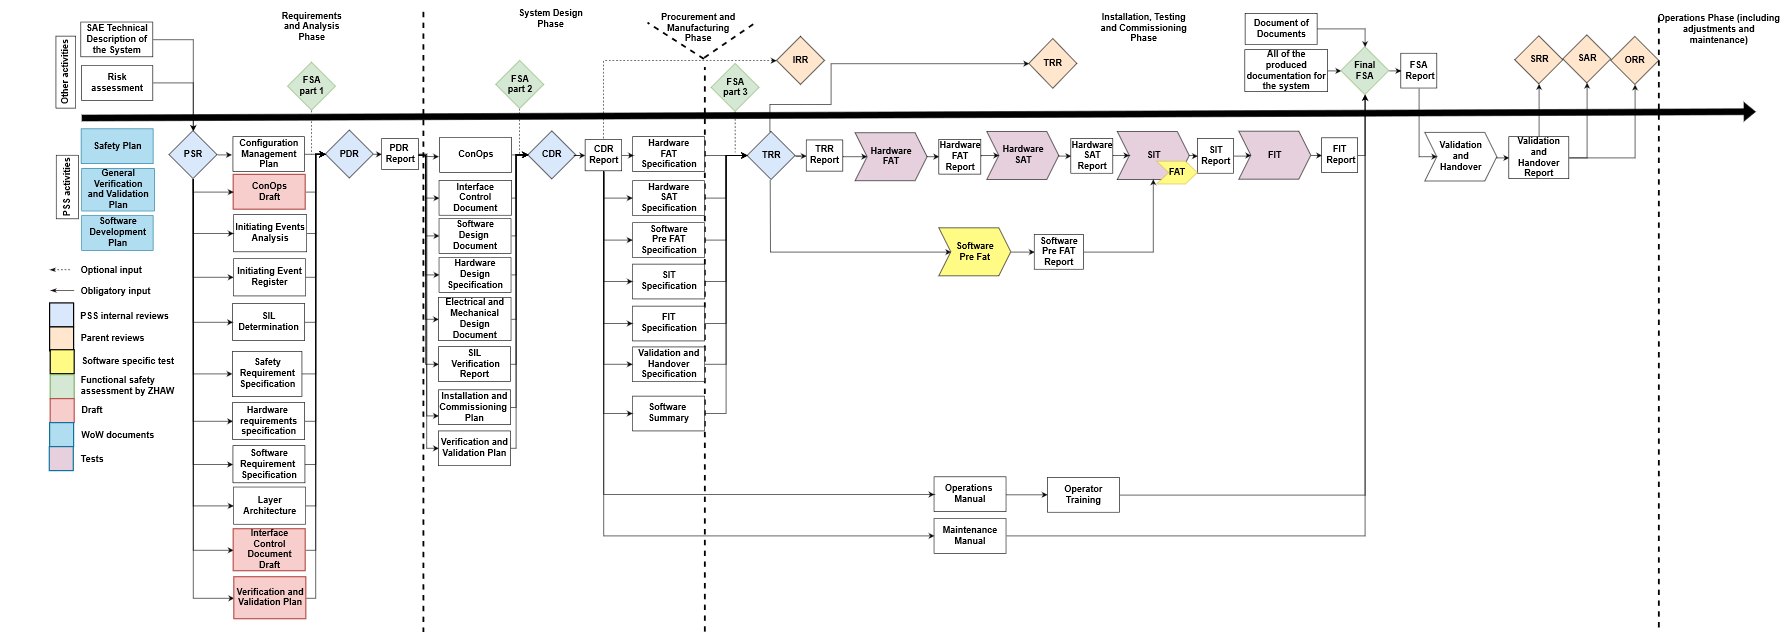 Requirements
and Analysis
Phase
System Design
Phase
Procurement and
Manufacturing
Phase
Installation, Testing
and Commissioning
Phase
Operations Phase (including
adjustments and
maintenance)
Other activities
SAE Technical
Description of
the System
Risk
assessment
FSA
part 1
FSA
part 2
FSA
part 3
IRR
TRR
Document of
Documents
All of the
produced
documentation for
the system
Final
FSA
FSA
Report
SRR
SAR
ORR
PSS activities
Safety Plan
General
Verification
and Validation
Plan
Software
Development
Plan
PSR
Configuration
Management
Plan
ConOps
Draft
Initiating Events
Analysis
Initiating Event
Register
SIL
Determination
Safety
Requirement
Specification
Hardware
requirements
specification
Software
Requirement
Specification
Layer
Architecture
Interface
Control
Document
Draft
Verification and
Validation Plan
PDR
PDR
Report
ConOps
Interface
Control
Document
Software
Design
Document
Hardware
Design
Specification
Electrical and
Mechanical
Design
Document
SIL
Verification
Report
Installation and
Commissioning
Plan
Verification and
Validation Plan
CDR
CDR
Report
Hardware
FAT
Specification
Hardware
SAT
Specification
Software
Pre FAT
Specification
SIT
Specification
FIT
Specification
Validation and
Handover
Specification
Software
Summary
TRR
TRR
Report
Hardware
FAT
Hardware
FAT
Report
Hardware
SAT
Hardware
SAT
Report
SIT
FAT
SIT
Report
FIT
FIT
Report
Validation
and
Handover
Validation
and
Handover
Report
Software
Pre Fat
Software
Pre FAT
Report
Operations
Manual
Operator
Training
Maintenance
Manual
Optional input
Obligatory input
PSS internal reviews
Parent reviews
Software specific test
Functional safety
assessment by ZHAW
Draft
WoW documents
Tests